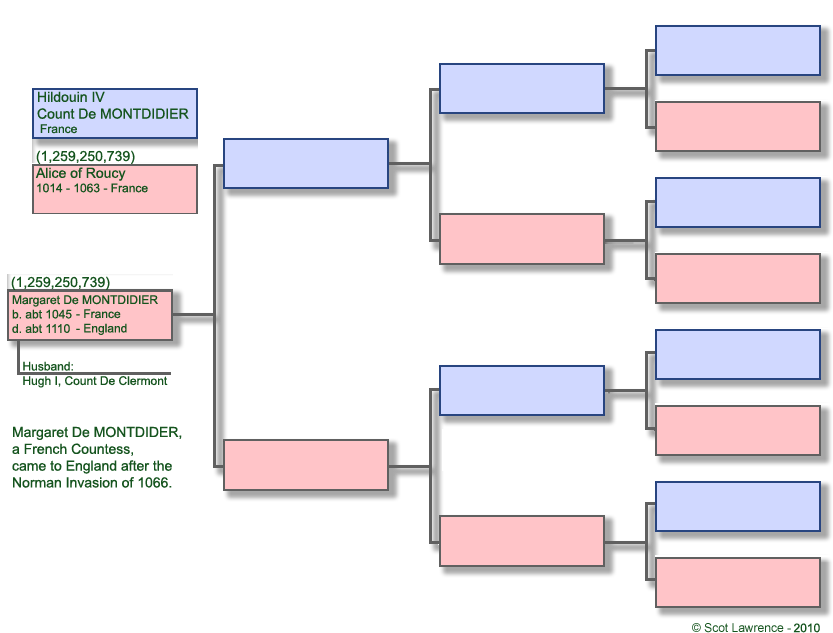 Hildouin IV
Count De MONTDIDIER
France
(1,259,250,739)
Alice of Roucy
1014 - 1063 - France
(1,259,250,739)
Margaret De MONTDIDIER
b. abt 1045 - France
d. abt 1110 - England
Husband:
Hugh I, Count De Clermont
Margaret De MONTDIDER,
a French Countess,
came to England after the
Norman Invasion of 1066.
© Scot Lawrence - 2010